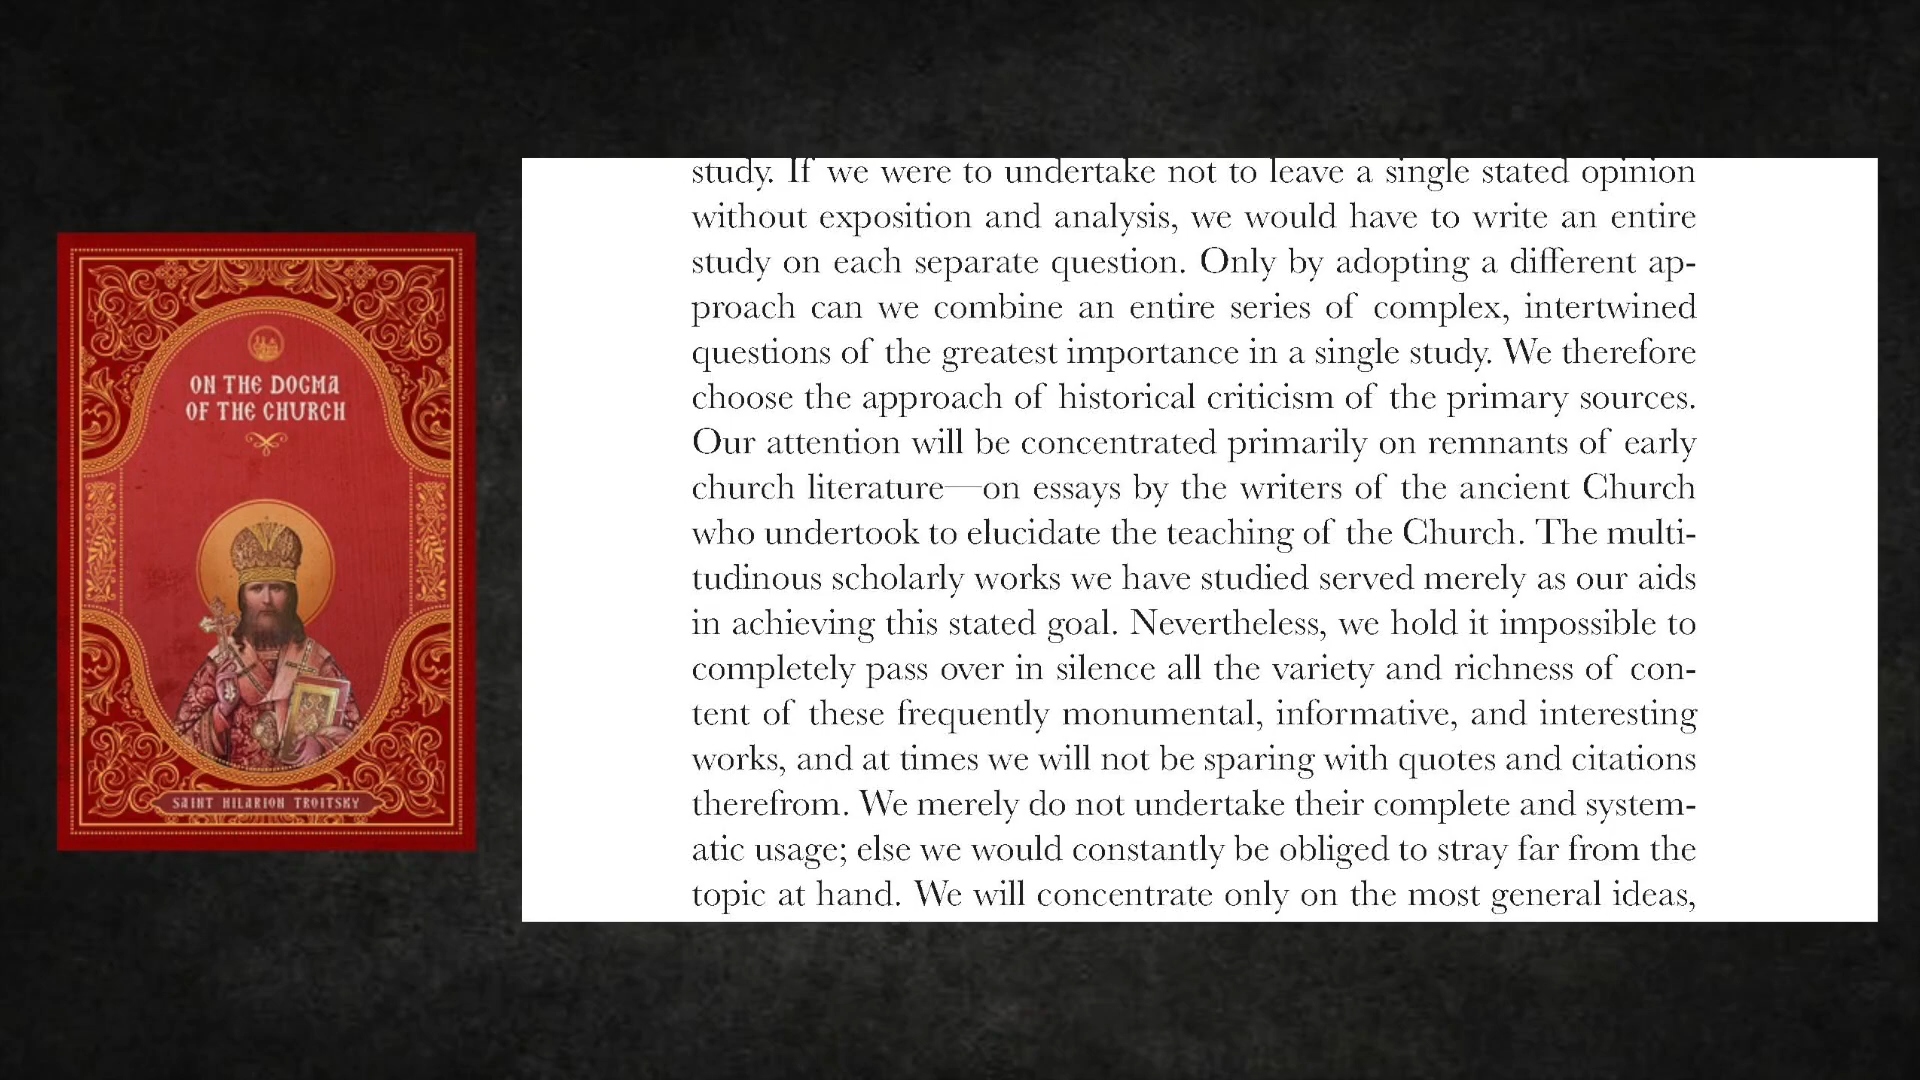 ON THE DOGMA
OF THE CHURCH
SAINT HILARION TROITSKY
study. If we were to undertake not to leave a single stated opinion
without exposition and analysis, we would have to write an entire
study on each separate question. Only by adopting a different ap-
proach can we combine an entire series of complex, intertwined
questions of the greatest importance in a single study. We therefore
choose the approach of historical criticism of the primary sources.
Our attention will be concentrated primarily on remnants of early
church literature—on essays by the writers of the ancient Church
who undertook to elucidate the teaching of the Church. The multi-
tudinous scholarly works we have studied served merely as our aids
in achieving this stated goal. Nevertheless, we hold it impossible to
completely pass over in silence all the variety and richness of con-
tent of these frequently monumental, informative, and interesting
works, and at times we will not be sparing with quotes and citations
therefrom. We merely do not undertake their complete and system-
atic usage; else we would constantly be obliged to stray far from the
topic at hand. We will concentrate only on the most general ideas,